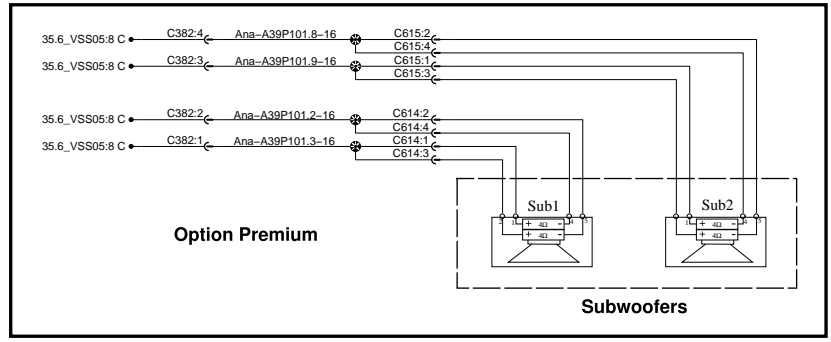 35.6_VSS05:8 C C382:4 Ana–A39P101.8–16 C615:2
C615:4
35.6_VSS05:8 C C382:3 Ana–A39P101.9–16 C615:1
C615:3
35.6_VSS05:8 C C382:2 Ana–A39P101.2–16 C614:2
C614:4
35.6_VSS05:8 C C382:1 Ana–A39P101.3–16 C614:1
C614:3
Sub1 Sub2
+ 4Ω -
+ 4Ω -
+ 4Ω -
+ 4Ω -
Option Premium
Subwoofers